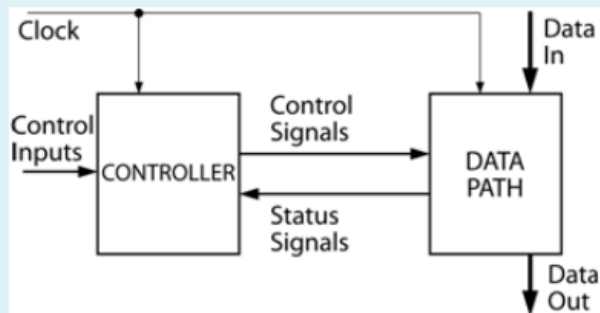 Clock
Data
In
Control
Inputs
CONTROLLER
Control
Signals
DATA
PATH
Status
Signals
Data
Out